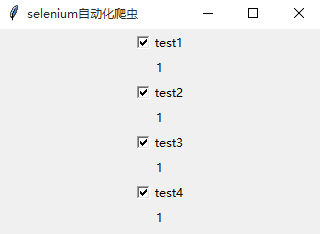 selenium自动化爬虫
test1
1
test2
1
test3
1
test4
1